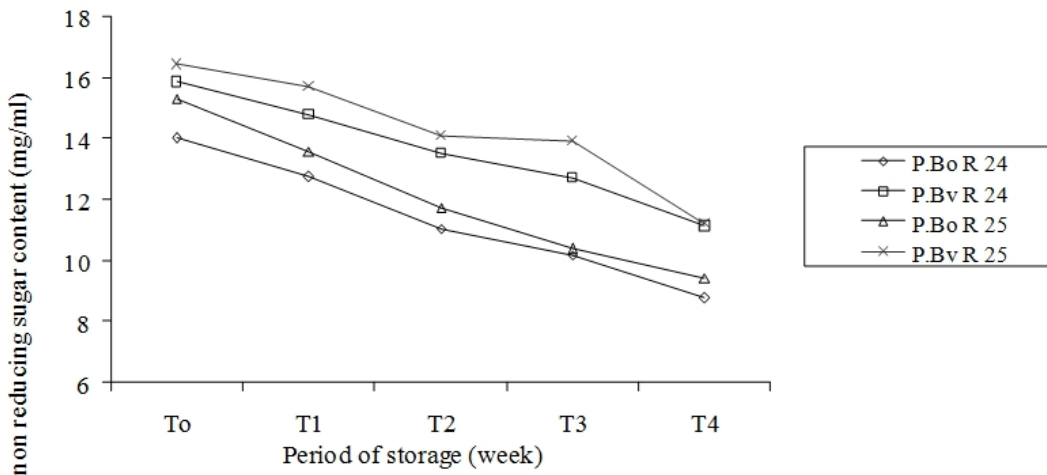 non reducing sugar content (mg/ml)
18
16
14
12
10
8
6
To T1 T2 T3 T4
Period of storage (week)
P.Bo R 24
P.Bv R 24
P.Bo R 25
P.Bv R 25